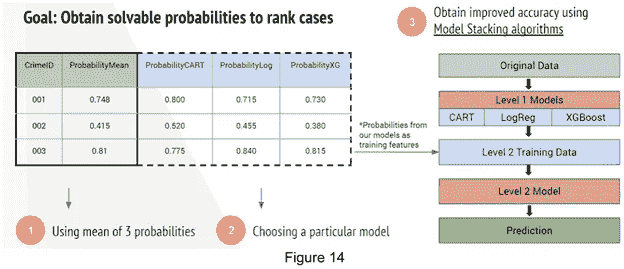 Goal: Obtain solvable probabilities to rank cases
CrimeID ProbabilityMean ProbabilityCART ProbabilityLog ProbabilityXG
001 0.748 0.800 0.715 0.730
002 0.415 0.520 0.455 0.380
003 0.81 0.775 0.840 0.815
1 Using mean of 3 probabilities
2 Choosing a particular model
*Probabilities from
our models as
training features
3 Obtain improved accuracy using
Model Stacking algorithms
Original Data
Level 1 Models
CART LogReg XGBoost
Level 2 Training Data
Level 2 Model
Prediction
Figure 14